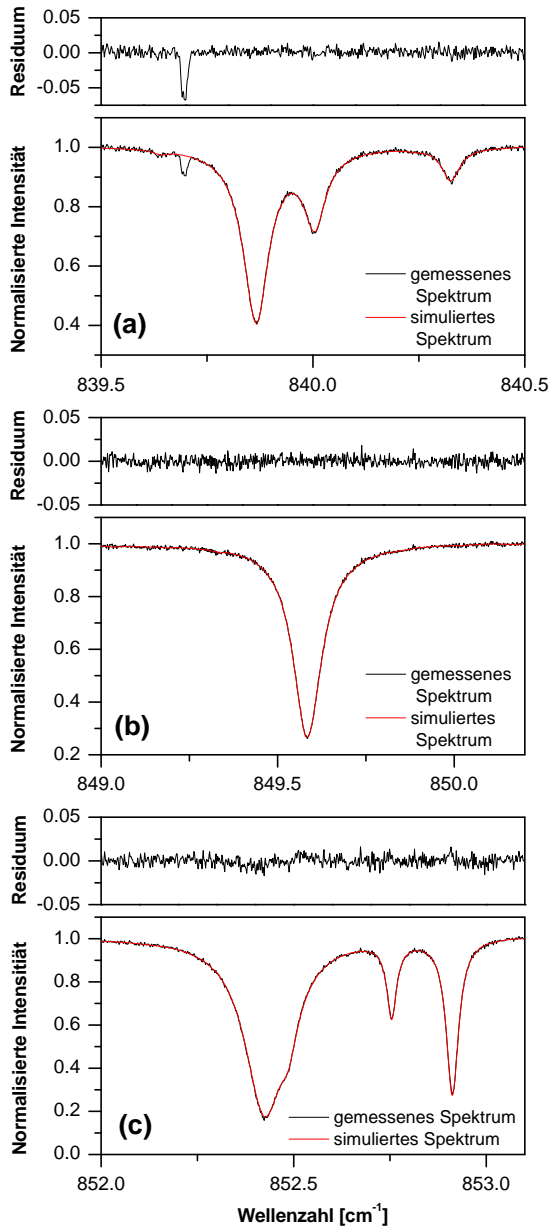 Residuum
0.05
0.00
-0.05
(a)
Normalisierte Intensität
1.0
0.8
0.6
0.4
gemessenes
Spektrum
simuliertes
Spektrum
839.5
840.0
840.5
Residuum
0.05
0.00
-0.05
(b)
Normalisierte Intensität
1.0
0.8
0.6
0.4
0.2
gemessenes
Spektrum
simuliertes
Spektrum
849.0
849.5
850.0
Residuum
0.05
0.00
-0.05
(c)
Normalisierte Intensitiät
1.0
0.8
0.6
0.4
0.2
0.0
gemessenes Spektrum
simuliertes Spektrum
852.0
852.5
853.0
Wellenzahl [cm⁻¹]